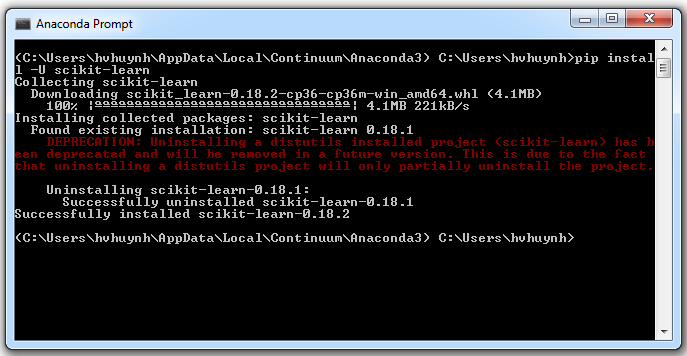 Anaconda Prompt
(C:\Users\hvhuynh\AppData\Local\Continuum\Anaconda3) C:\Users\hvhuynh>pip instal
l -U scikit-learn
Collecting scikit-learn
  Downloading scikit_learn-0.18.2-cp36-cp36m-win_amd64.whl (4.1MB)
    100% |################################| 4.1MB 221kB/s
Installing collected packages: scikit-learn
  Found existing installation: scikit-learn 0.18.1
    DEPRECATION: Uninstalling a distutils installed project (scikit-learn) has b
een deprecated and will be removed in a future version. This is due to the fact
that uninstalling a distutils project will only partially uninstall the project.
    Uninstalling scikit-learn-0.18.1:
      Successfully uninstalled scikit-learn-0.18.1
Successfully installed scikit-learn-0.18.2
(C:\Users\hvhuynh\AppData\Local\Continuum\Anaconda3) C:\Users\hvhuynh>